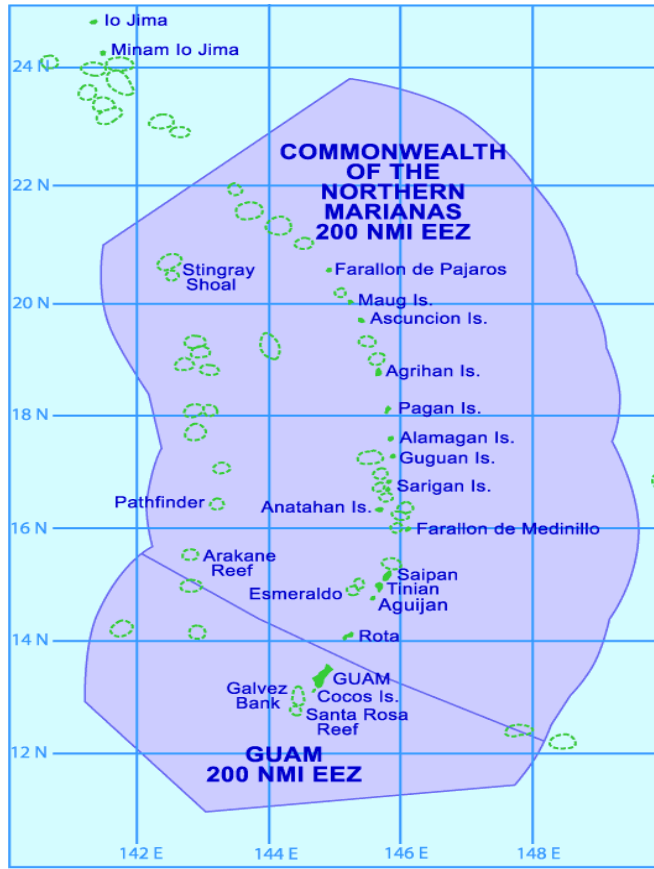 Io Jima
Minam Io Jima
24 N
COMMONWEALTH
OF THE
NORTHERN
MARIANAS
200 NMI EEZ
22 N
Stingray
Shoal
Farallon de Pajaros
20 N
Maug Is.
Ascuncion Is.
Agrihan Is.
18 N
Pagan Is.
Alamagan Is.
Guguan Is.
Sarigan Is.
Pathfinder
Anatahan Is.
16 N
Farallon de Medinillo
Arakane
Reef
Saipan
Esmeraldo
Tinian
Aguijan
14 N
Rota
GUAM
Galvez
Bank
Cocos Is.
Santa Rosa
Reef
12 N
GUAM
200 NMI EEZ
142 E
144 E
146 E
148 E